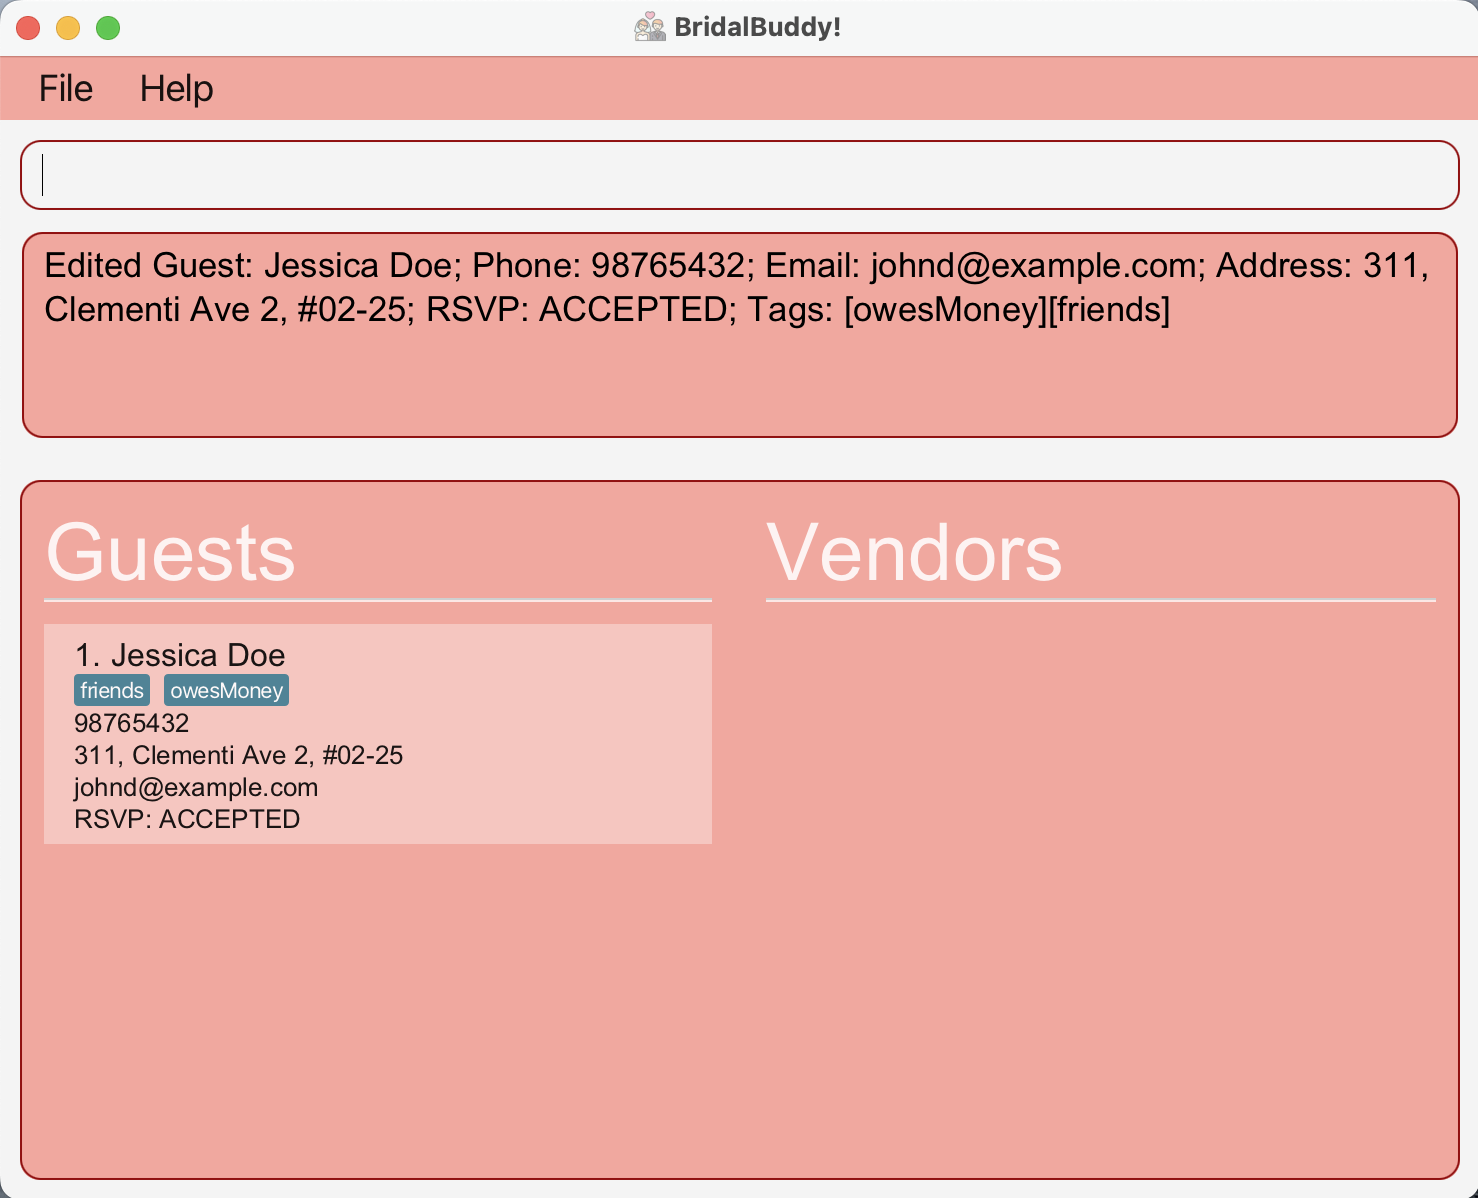 BridalBuddy!
File Help
Edited Guest: Jessica Doe; Phone: 98765432; Email: johnd@example.com; Address: 311,
Clementi Ave 2, #02-25; RSVP: ACCEPTED; Tags: [owesMoney][friends]
Guests
1. Jessica Doe
friends owesMoney
98765432
311, Clementi Ave 2, #02-25
johnd@example.com
RSVP: ACCEPTED
Vendors